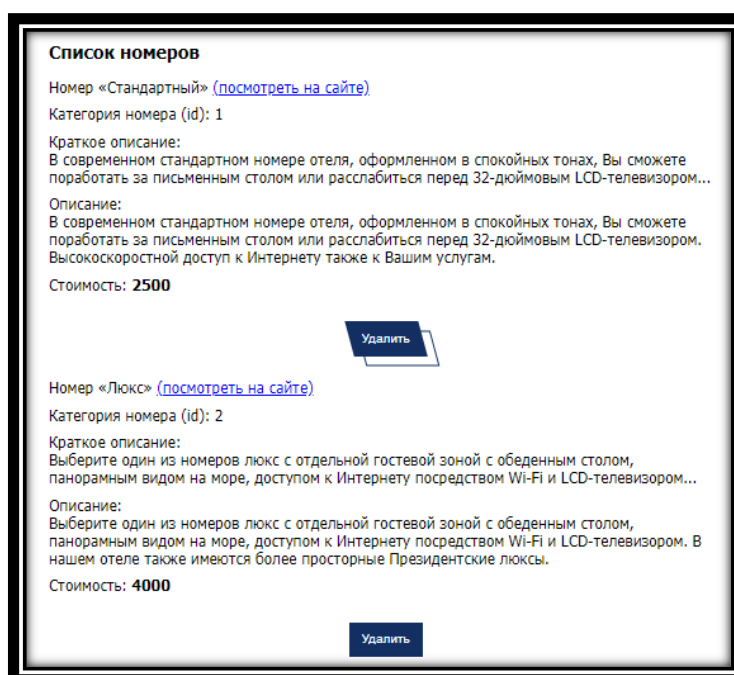 Список номеров
Номер «Стандартный» (посмотреть на сайте)
Категория номера (id): 1
Краткое описание:
В современном стандартном номере отеля, оформленном в спокойных тонах, Вы сможете
поработать за письменным столом или расслабиться перед 32-дюймовым LCD-телевизором...
Описание:
В современном стандартном номере отеля, оформленном в спокойных тонах, Вы сможете
поработать за письменным столом или расслабиться перед 32-дюймовым LCD-телевизором.
Высокоскоростной доступ к Интернету также к Вашим услугам.
Стоимость: 2500
Удалить
Номер «Люкс» (посмотреть на сайте)
Категория номера (id): 2
Краткое описание:
Выберите один из номеров люкс с отдельной гостевой зоной с обеденным столом,
панорамным видом на море, доступом к Интернету посредством Wi-Fi и LCD-телевизором...
Описание:
Выберите один из номеров люкс с отдельной гостевой зоной с обеденным столом,
панорамным видом на море, доступом к Интернету посредством Wi-Fi и LCD-телевизором. В
нашем отеле также имеются более просторные Президентские люксы.
Стоимость: 4000
Удалить